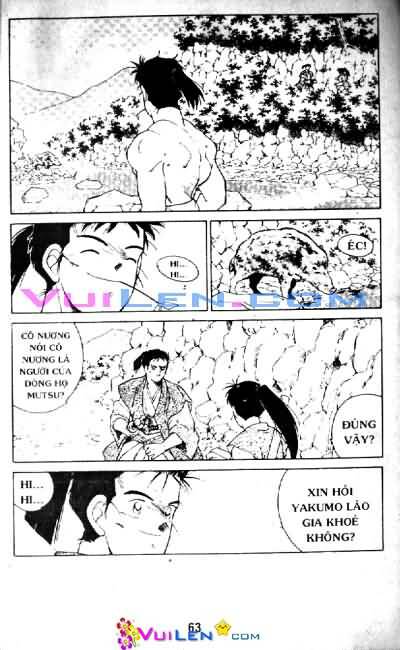 HI...
HI..
ÉC!
VUILEN.COM
CÔ NƯƠNG
NÓI CÔ
NƯƠNG LÀ
NGƯỜI CỦA
DÒNG HỌ
MUTSU?
ĐÚNG
VẬY?
HI...
HI...
XIN HỎI
YAKUMO LÃO
GIA KHOẺ
KHÔNG?
63
VUILEN.COM